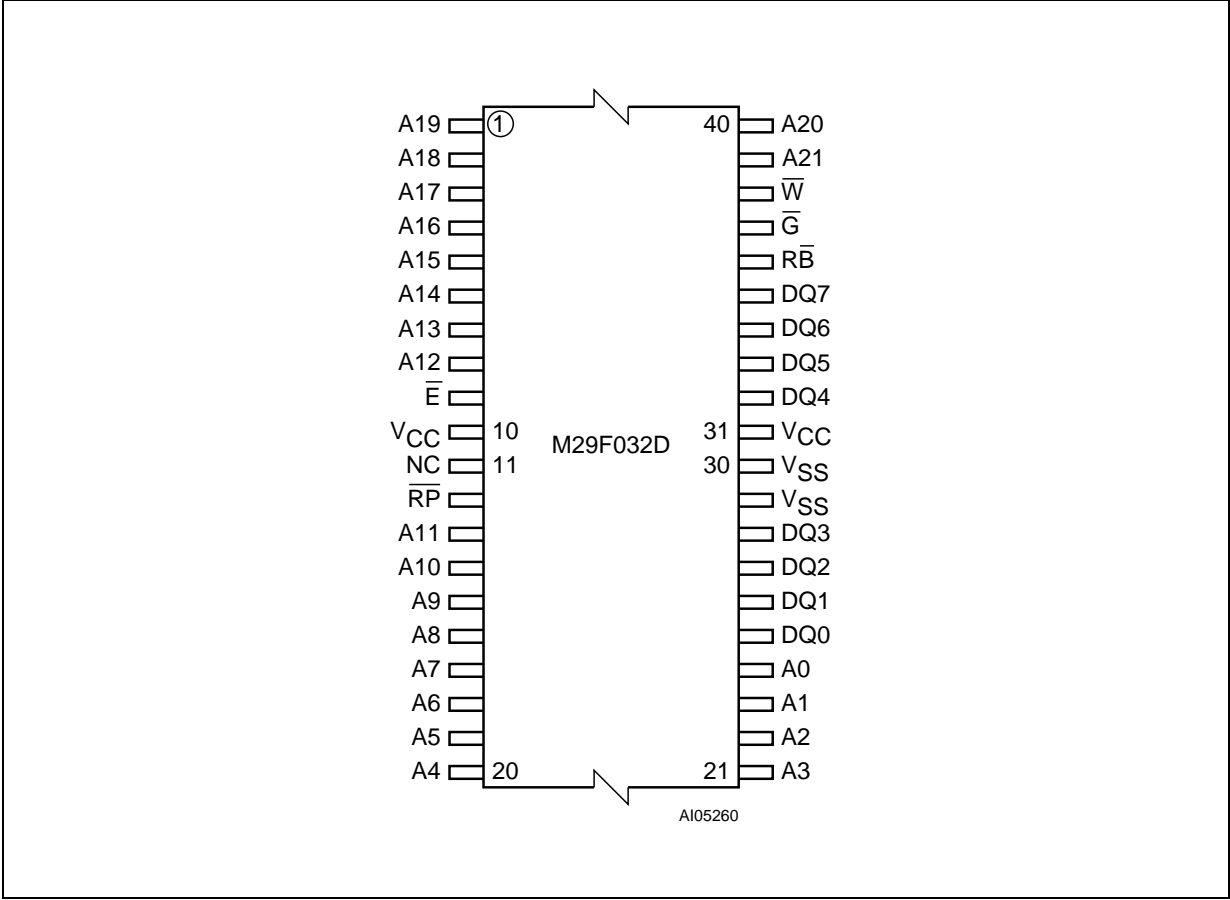 A19 ① 40 A20
A18 A21
A17 W̅
A16 G̅
A15 RB̅
A14 DQ7
A13 DQ6
A12 DQ5
E̅ DQ4
VCC 10 31 VCC
M29F032D
NC 11 30 VSS
R̅P̅ VSS
A11 DQ3
A10 DQ2
A9 DQ1
A8 DQ0
A7 A0
A6 A1
A5 A2
A4 20 21 A3
AI05260